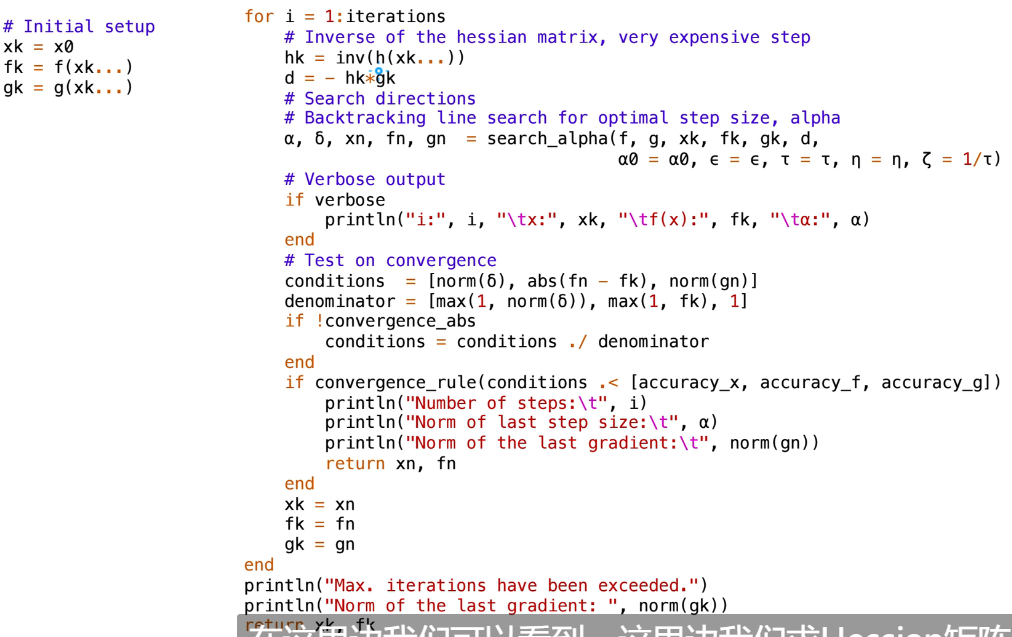 # Initial setup
xk = x0
fk = f(xk...)
gk = g(xk...)
for i = 1:iterations
# Inverse of the hessian matrix, very expensive step
hk = inv(h(xk...))
d = - hk*gk
# Search directions
# Backtracking line search for optimal step size, alpha
α, δ, xn, fn, gn = search_alpha(f, g, xk, fk, gk, d,
α0 = α0, ϵ = ϵ, τ = τ, η = η, ζ = 1/τ)
# Verbose output
if verbose
println("i:", i, "\tx:", xk, "\tf(x):", fk, "\tα:", α)
end
# Test on convergence
conditions = [norm(δ), abs(fn - fk), norm(gn)]
denominator = [max(1, norm(δ)), max(1, fk), 1]
if !convergence_abs
conditions = conditions ./ denominator
end
if convergence_rule(conditions .< [accuracy_x, accuracy_f, accuracy_g])
println("Number of steps:\t", i)
println("Norm of last step size:\t", α)
println("Norm of the last gradient:\t", norm(gn))
return xn, fn
end
xk = xn
fk = fn
gk = gn
end
println("Max. iterations have been exceeded.")
println("Norm of the last gradient: ", norm(gk))
return xk, fk
在这里边我们可以看到，这里边我们求Hessian矩阵